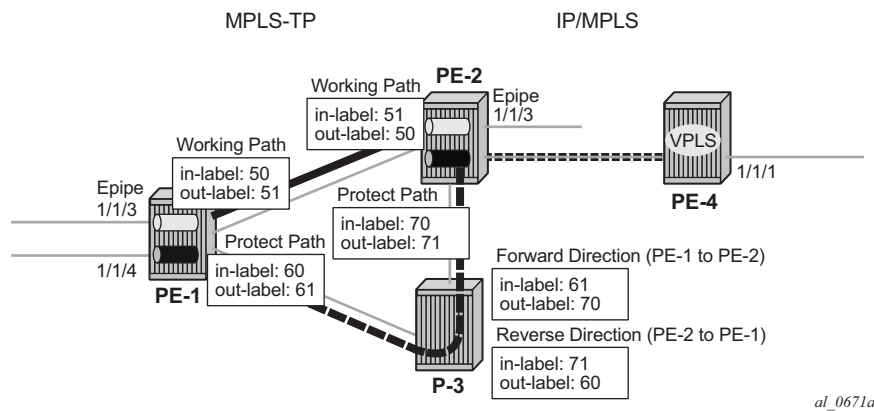 MPLS-TP
IP/MPLS
PE-2
Working Path
in-label: 51
out-label: 50
Epipe
1/1/3
VPLS
1/1/1
PE-4
Working Path
in-label: 50
out-label: 51
Epipe
1/1/3
1/1/4
PE-1
Protect Path
in-label: 70
out-label: 71
Protect Path
in-label: 60
out-label: 61
P-3
Forward Direction (PE-1 to PE-2)
in-label: 61
out-label: 70
Reverse Direction (PE-2 to PE-1)
in-label: 71
out-label: 60
al_0671a